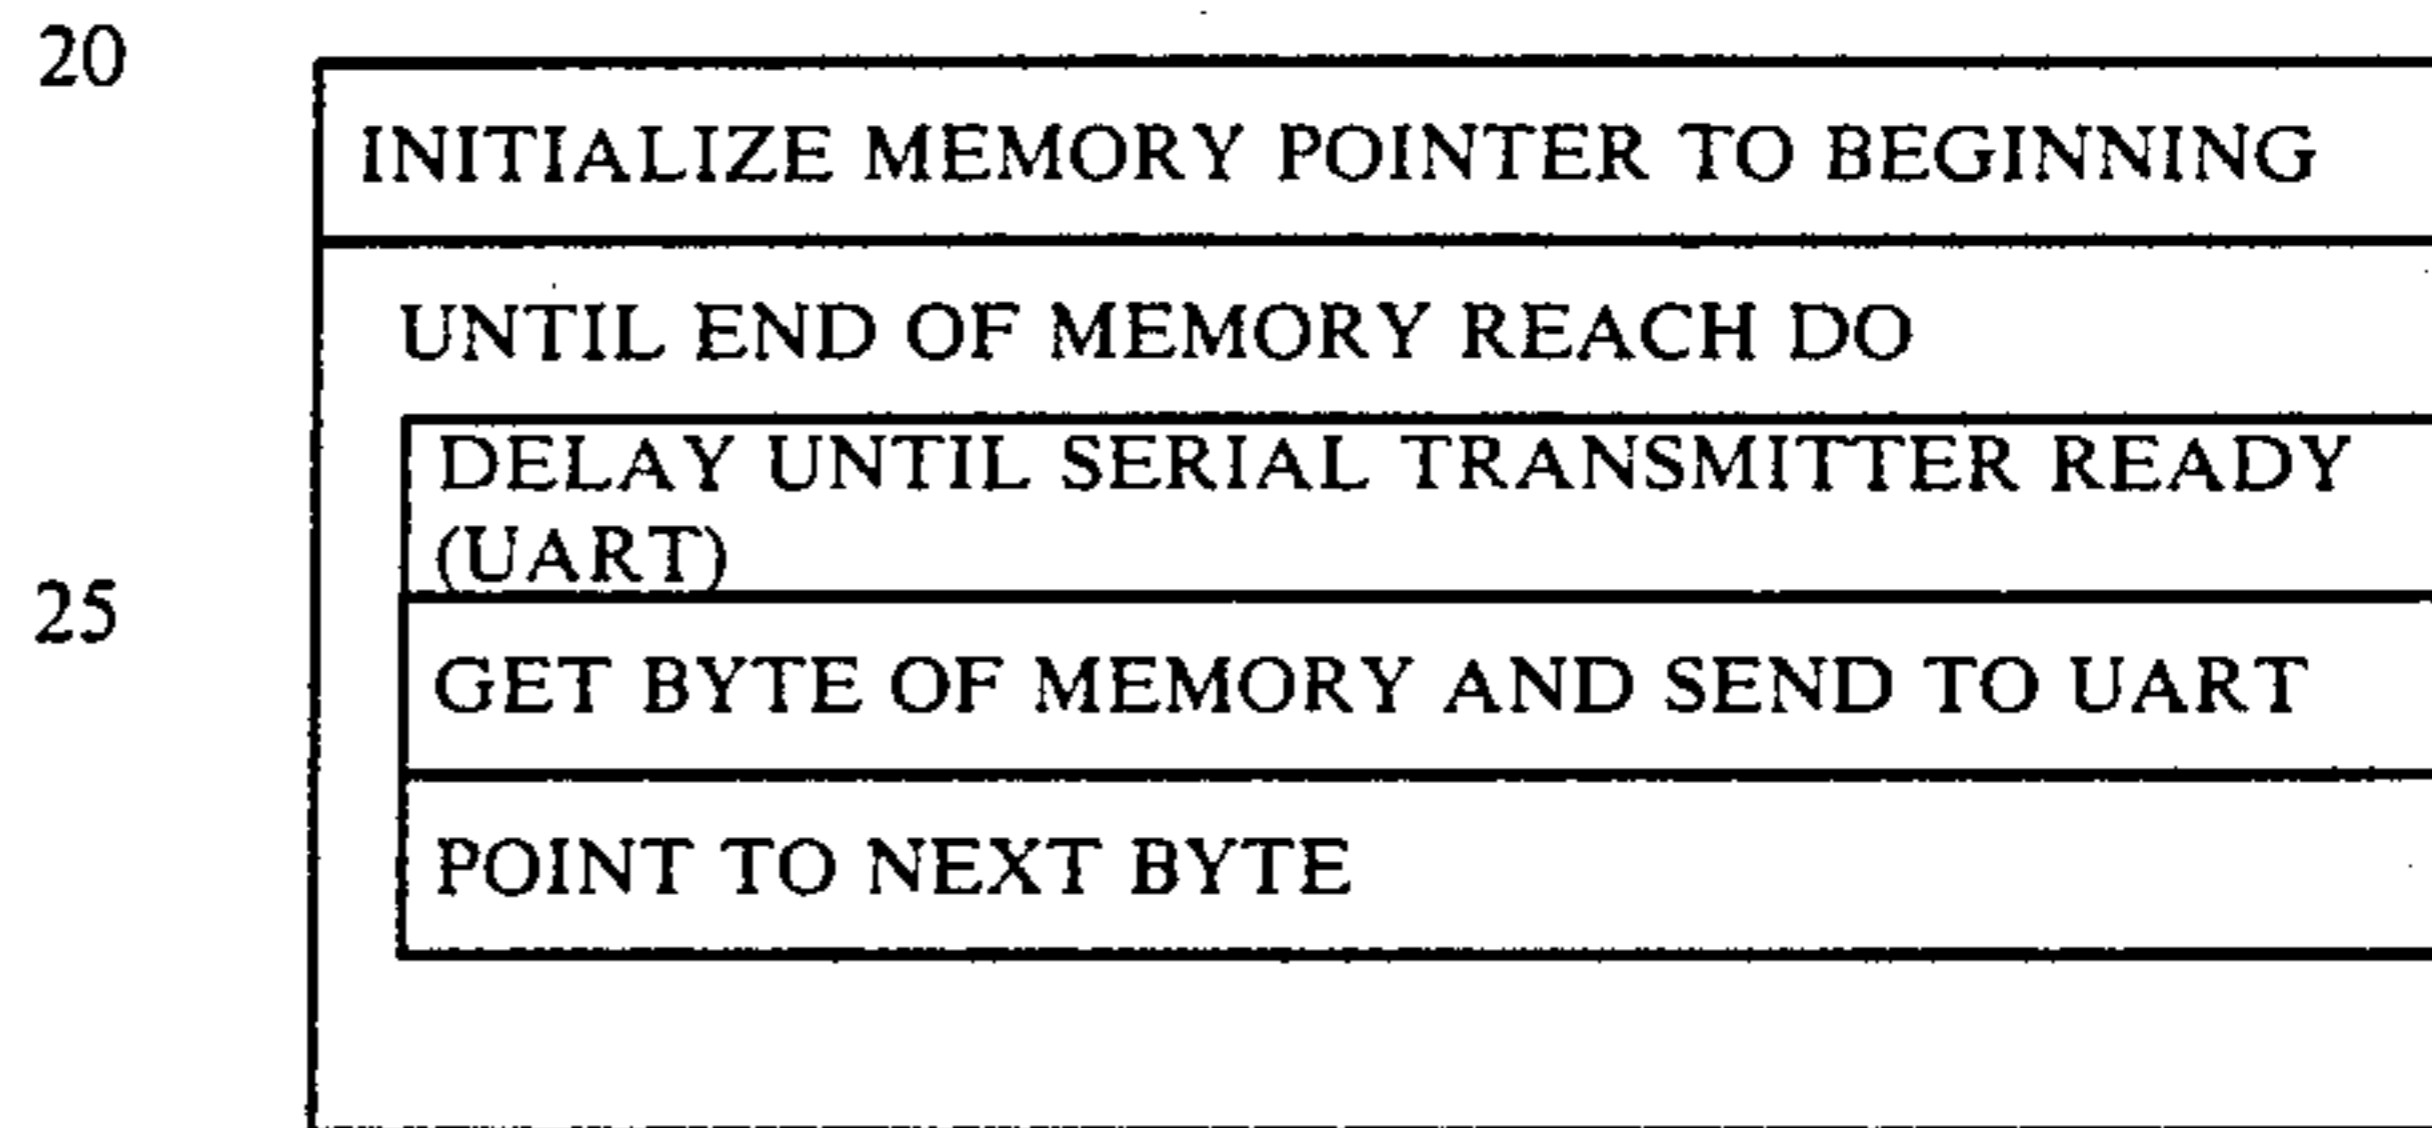 20
INITIALIZE MEMORY POINTER TO BEGINNING
UNTIL END OF MEMORY REACH DO
DELAY UNTIL SERIAL TRANSMITTER READY
(UART)
25
GET BYTE OF MEMORY AND SEND TO UART
POINT TO NEXT BYTE